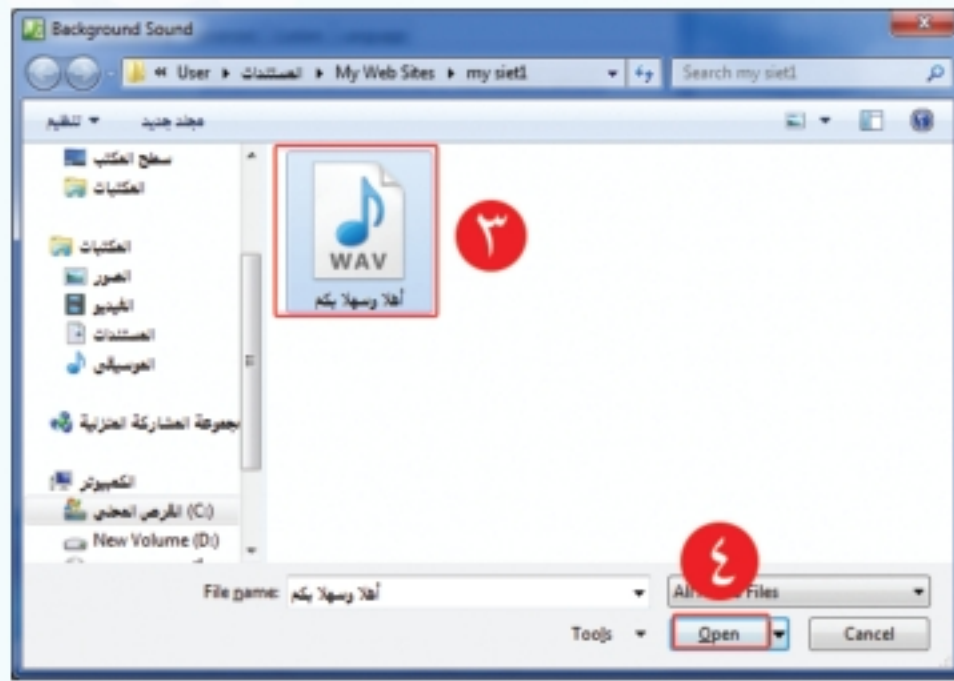 Background Sound
« User ▸ المستندات ▸ My Web Sites ▸ my siet1
Search my siet1
تنظيم
مجلد جديد
سطح المكتب
المكتبات
المكتبات
الصور
الفيديو
المستندات
الموسيقى
مجموعة المشاركة المنزلية
الكمبيوتر
القرص المحلي (C:)
New Volume (D:)
WAV
أهلا وسهلا بكم
٣
٤
File name: أهلا وسهلا بكم
Files
Tools
Open
Cancel